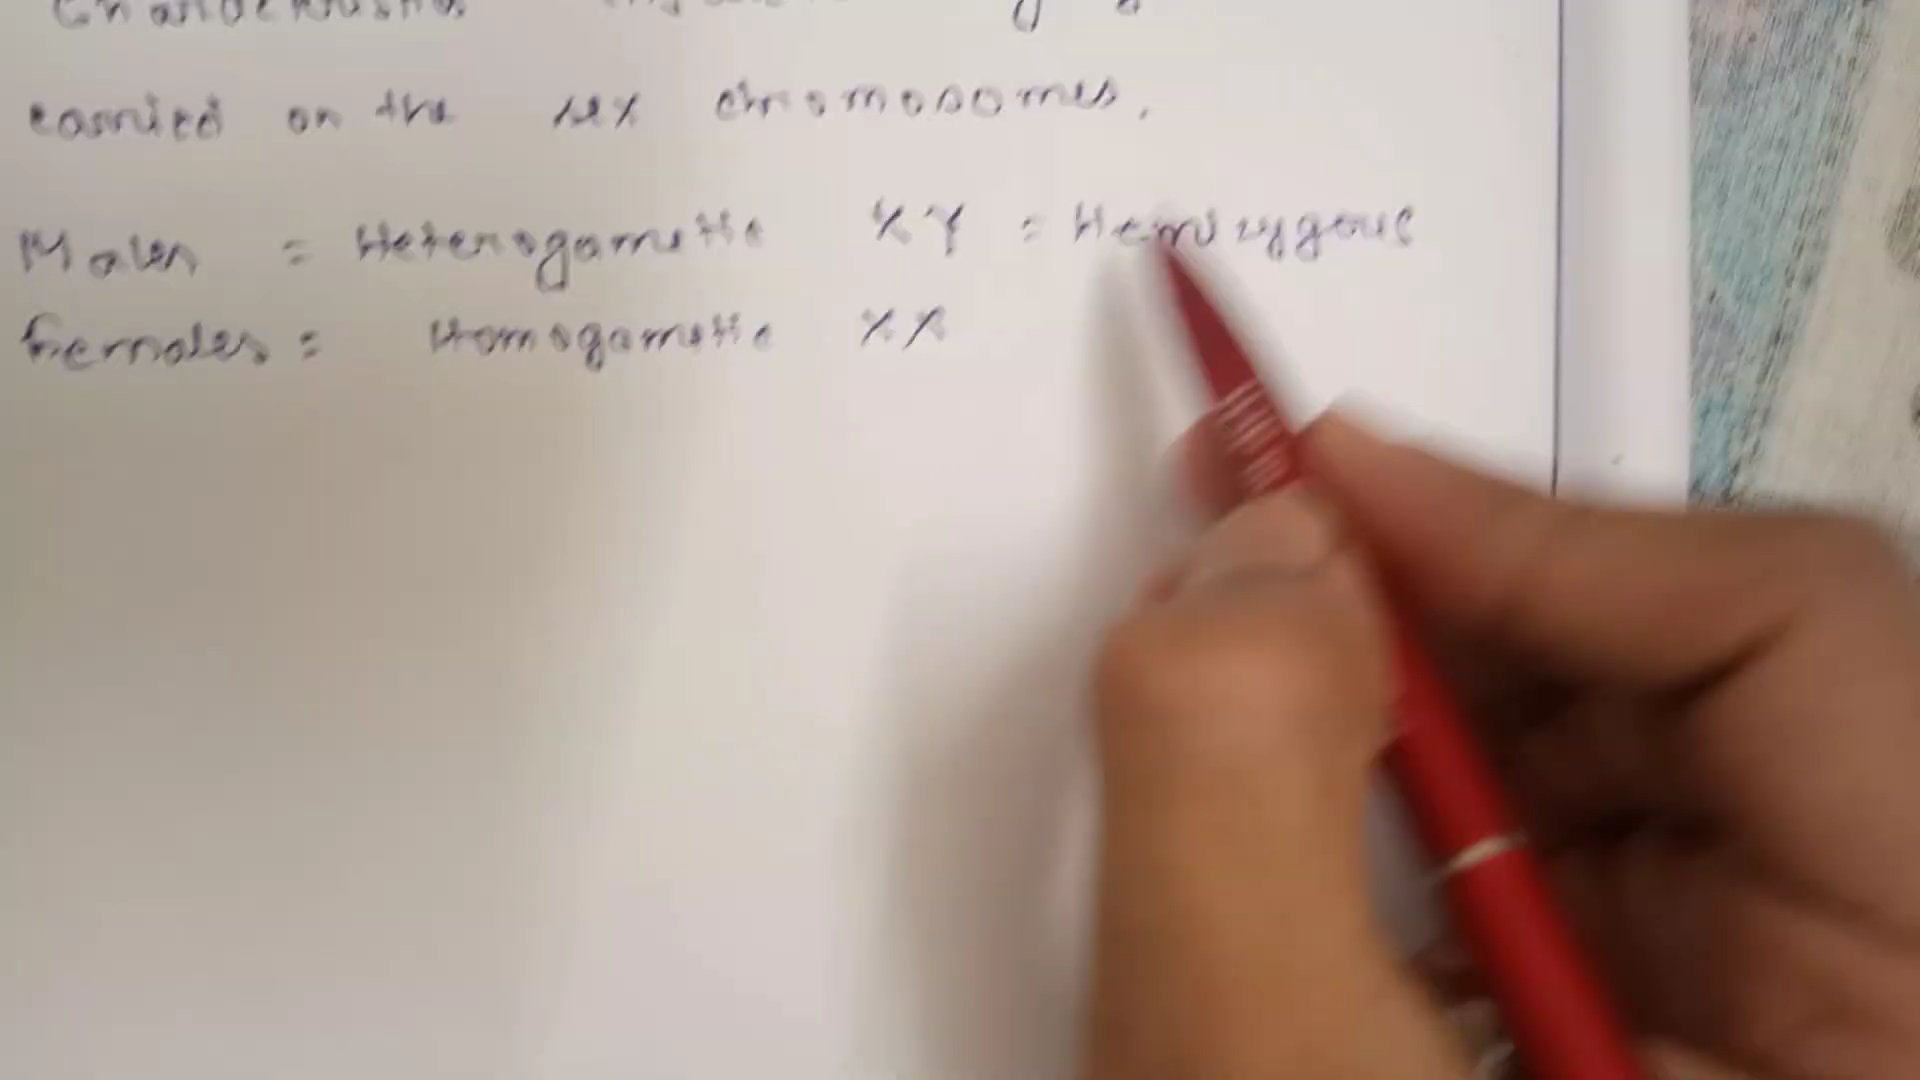 carried on the sex chromosomes.
Males = Heterogametic XY = Hemizygous
Females = Homogametic XX